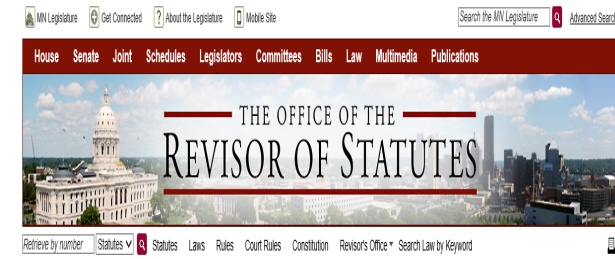 MN Legislature Get Connected ? About the Legislature Mobile Site Search the MN Legislature Advanced Search
House Senate Joint Schedules Legislators Committees Bills Law Multimedia Publications
THE OFFICE OF THE
REVISOR OF STATUTES
Retrieve by number Statutes Statutes Laws Rules Court Rules Constitution Revisor's Office Search Law by Keyword